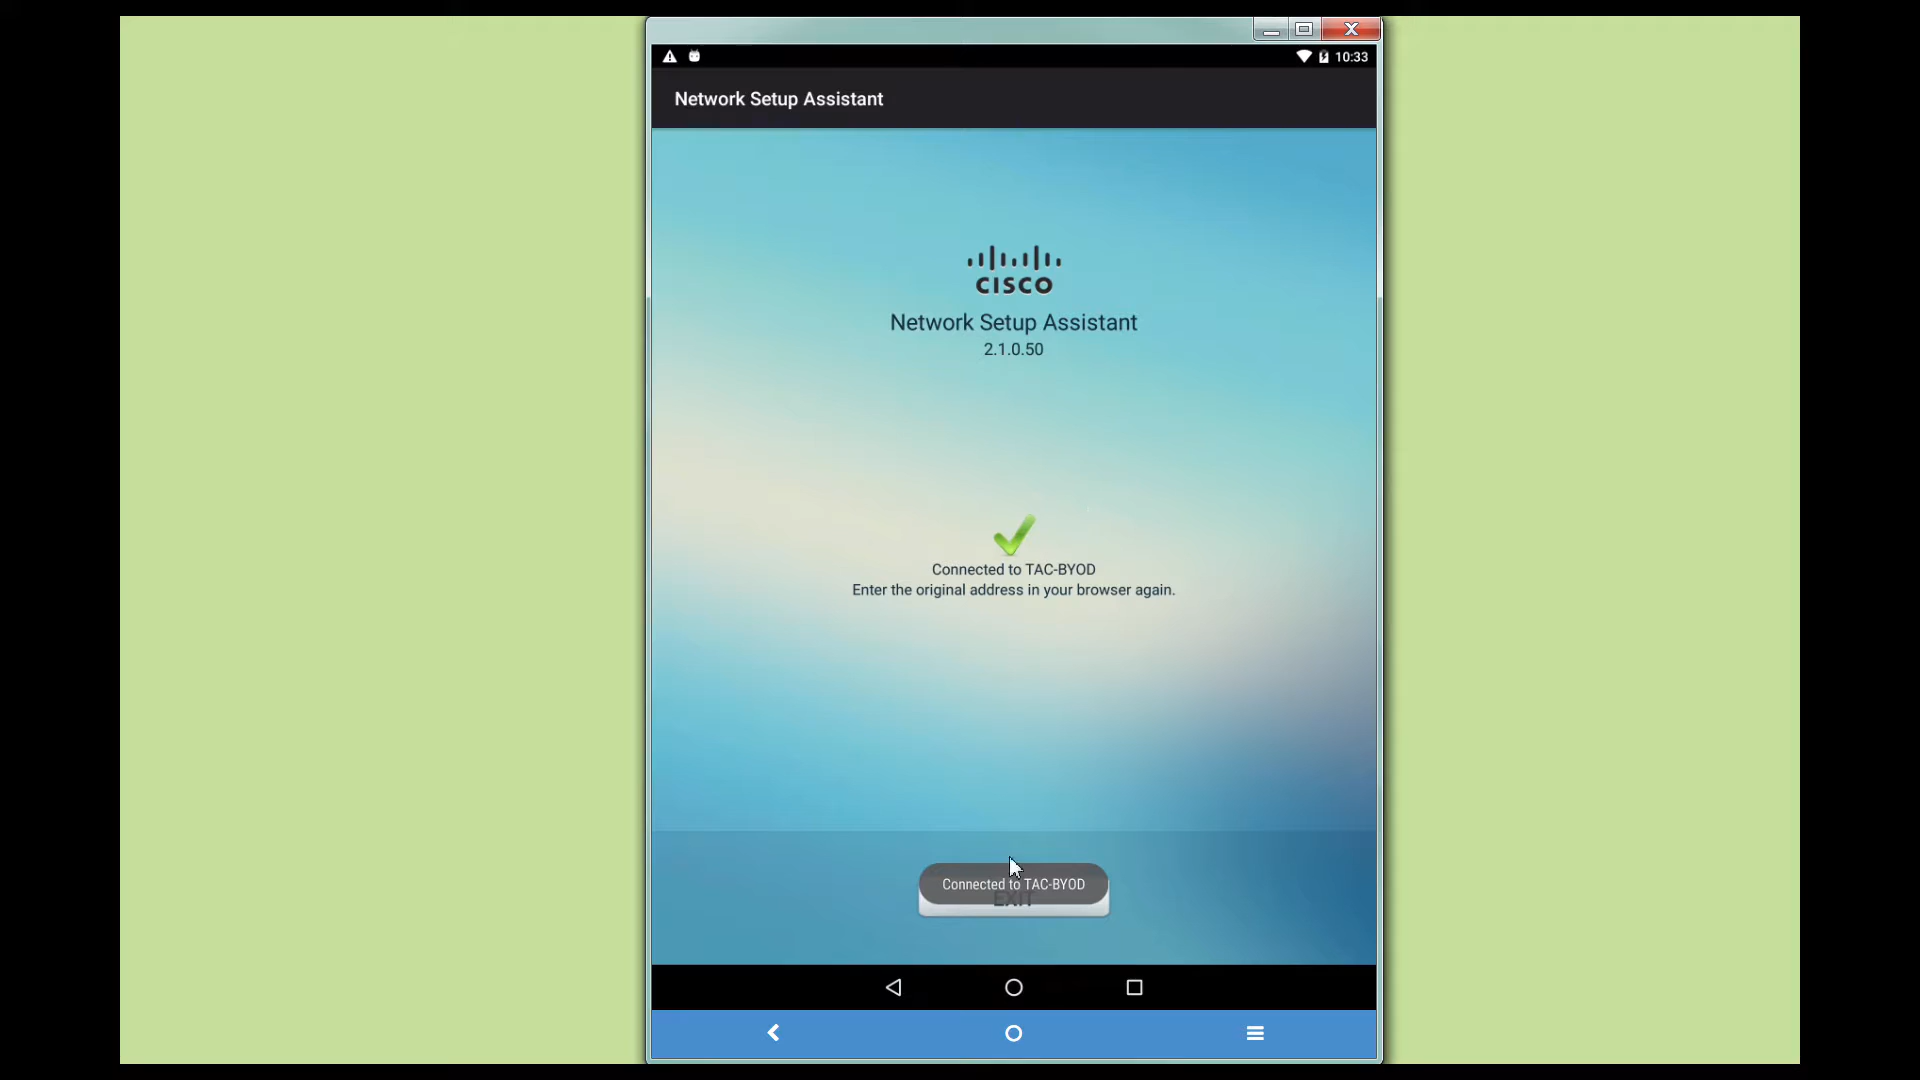 10:33
Network Setup Assistant
CISCO
Network Setup Assistant
2.1.0.50
Connected to TAC-BYOD
Enter the original address in your browser again.
Connected to TAC-BYOD
EXIT